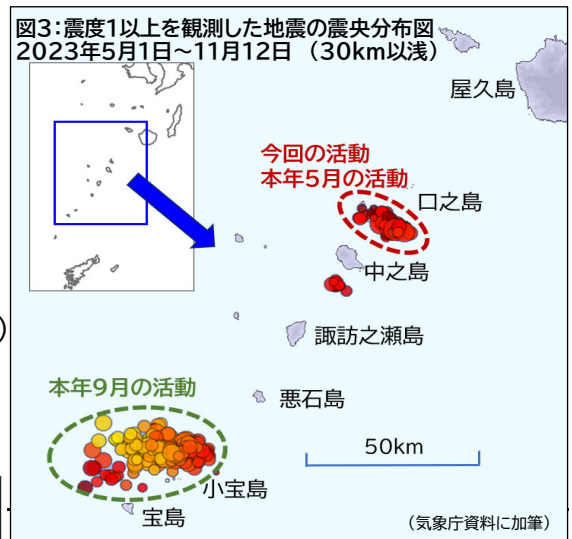 図3:震度1以上を観測した地震の震央分布図
2023年5月1日~11月12日 (30km以浅)
屋久島
今回の活動
本年5月の活動
口之島
中之島
諏訪之瀬島
本年9月の活動
悪石島
50km
小宝島
宝島
(気象庁資料に加筆)